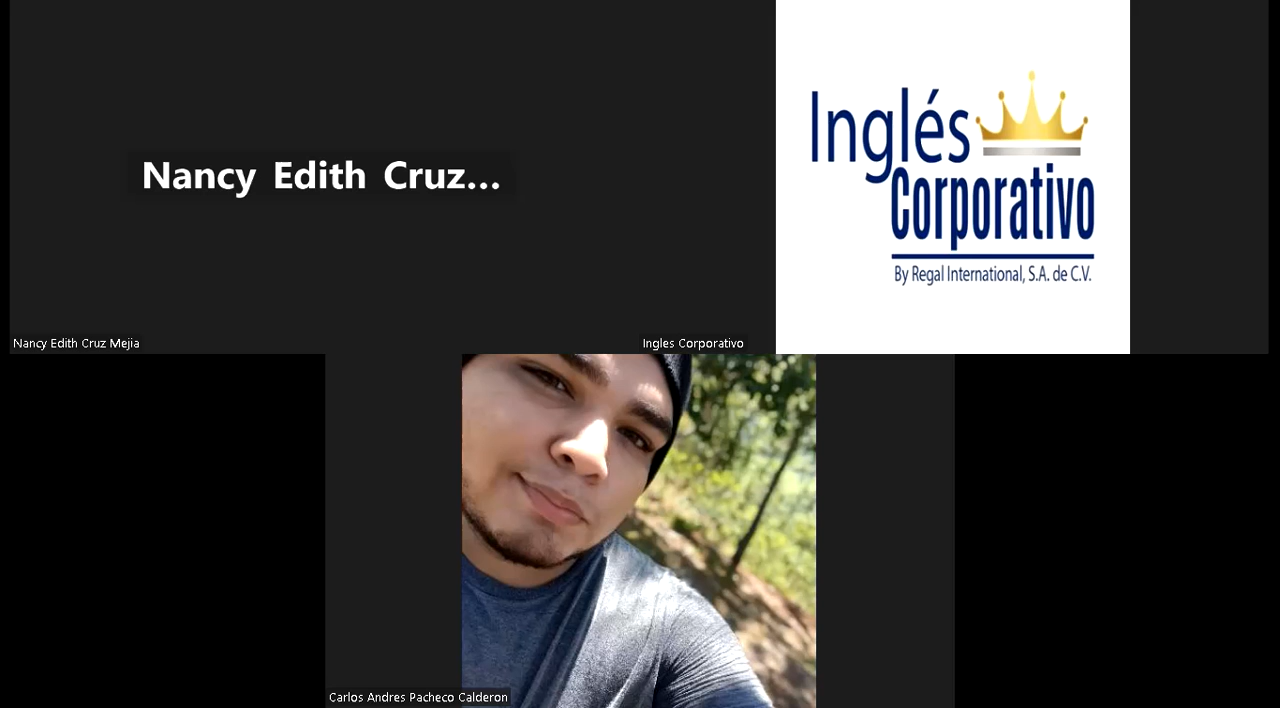 Nancy Edith Cruz...
Inglés
Corporativo
By Regal International, S.A. de C.V.
Nancy Edith Cruz Mejia
Ingles Corporativo
Carlos Andres Pacheco Calderon